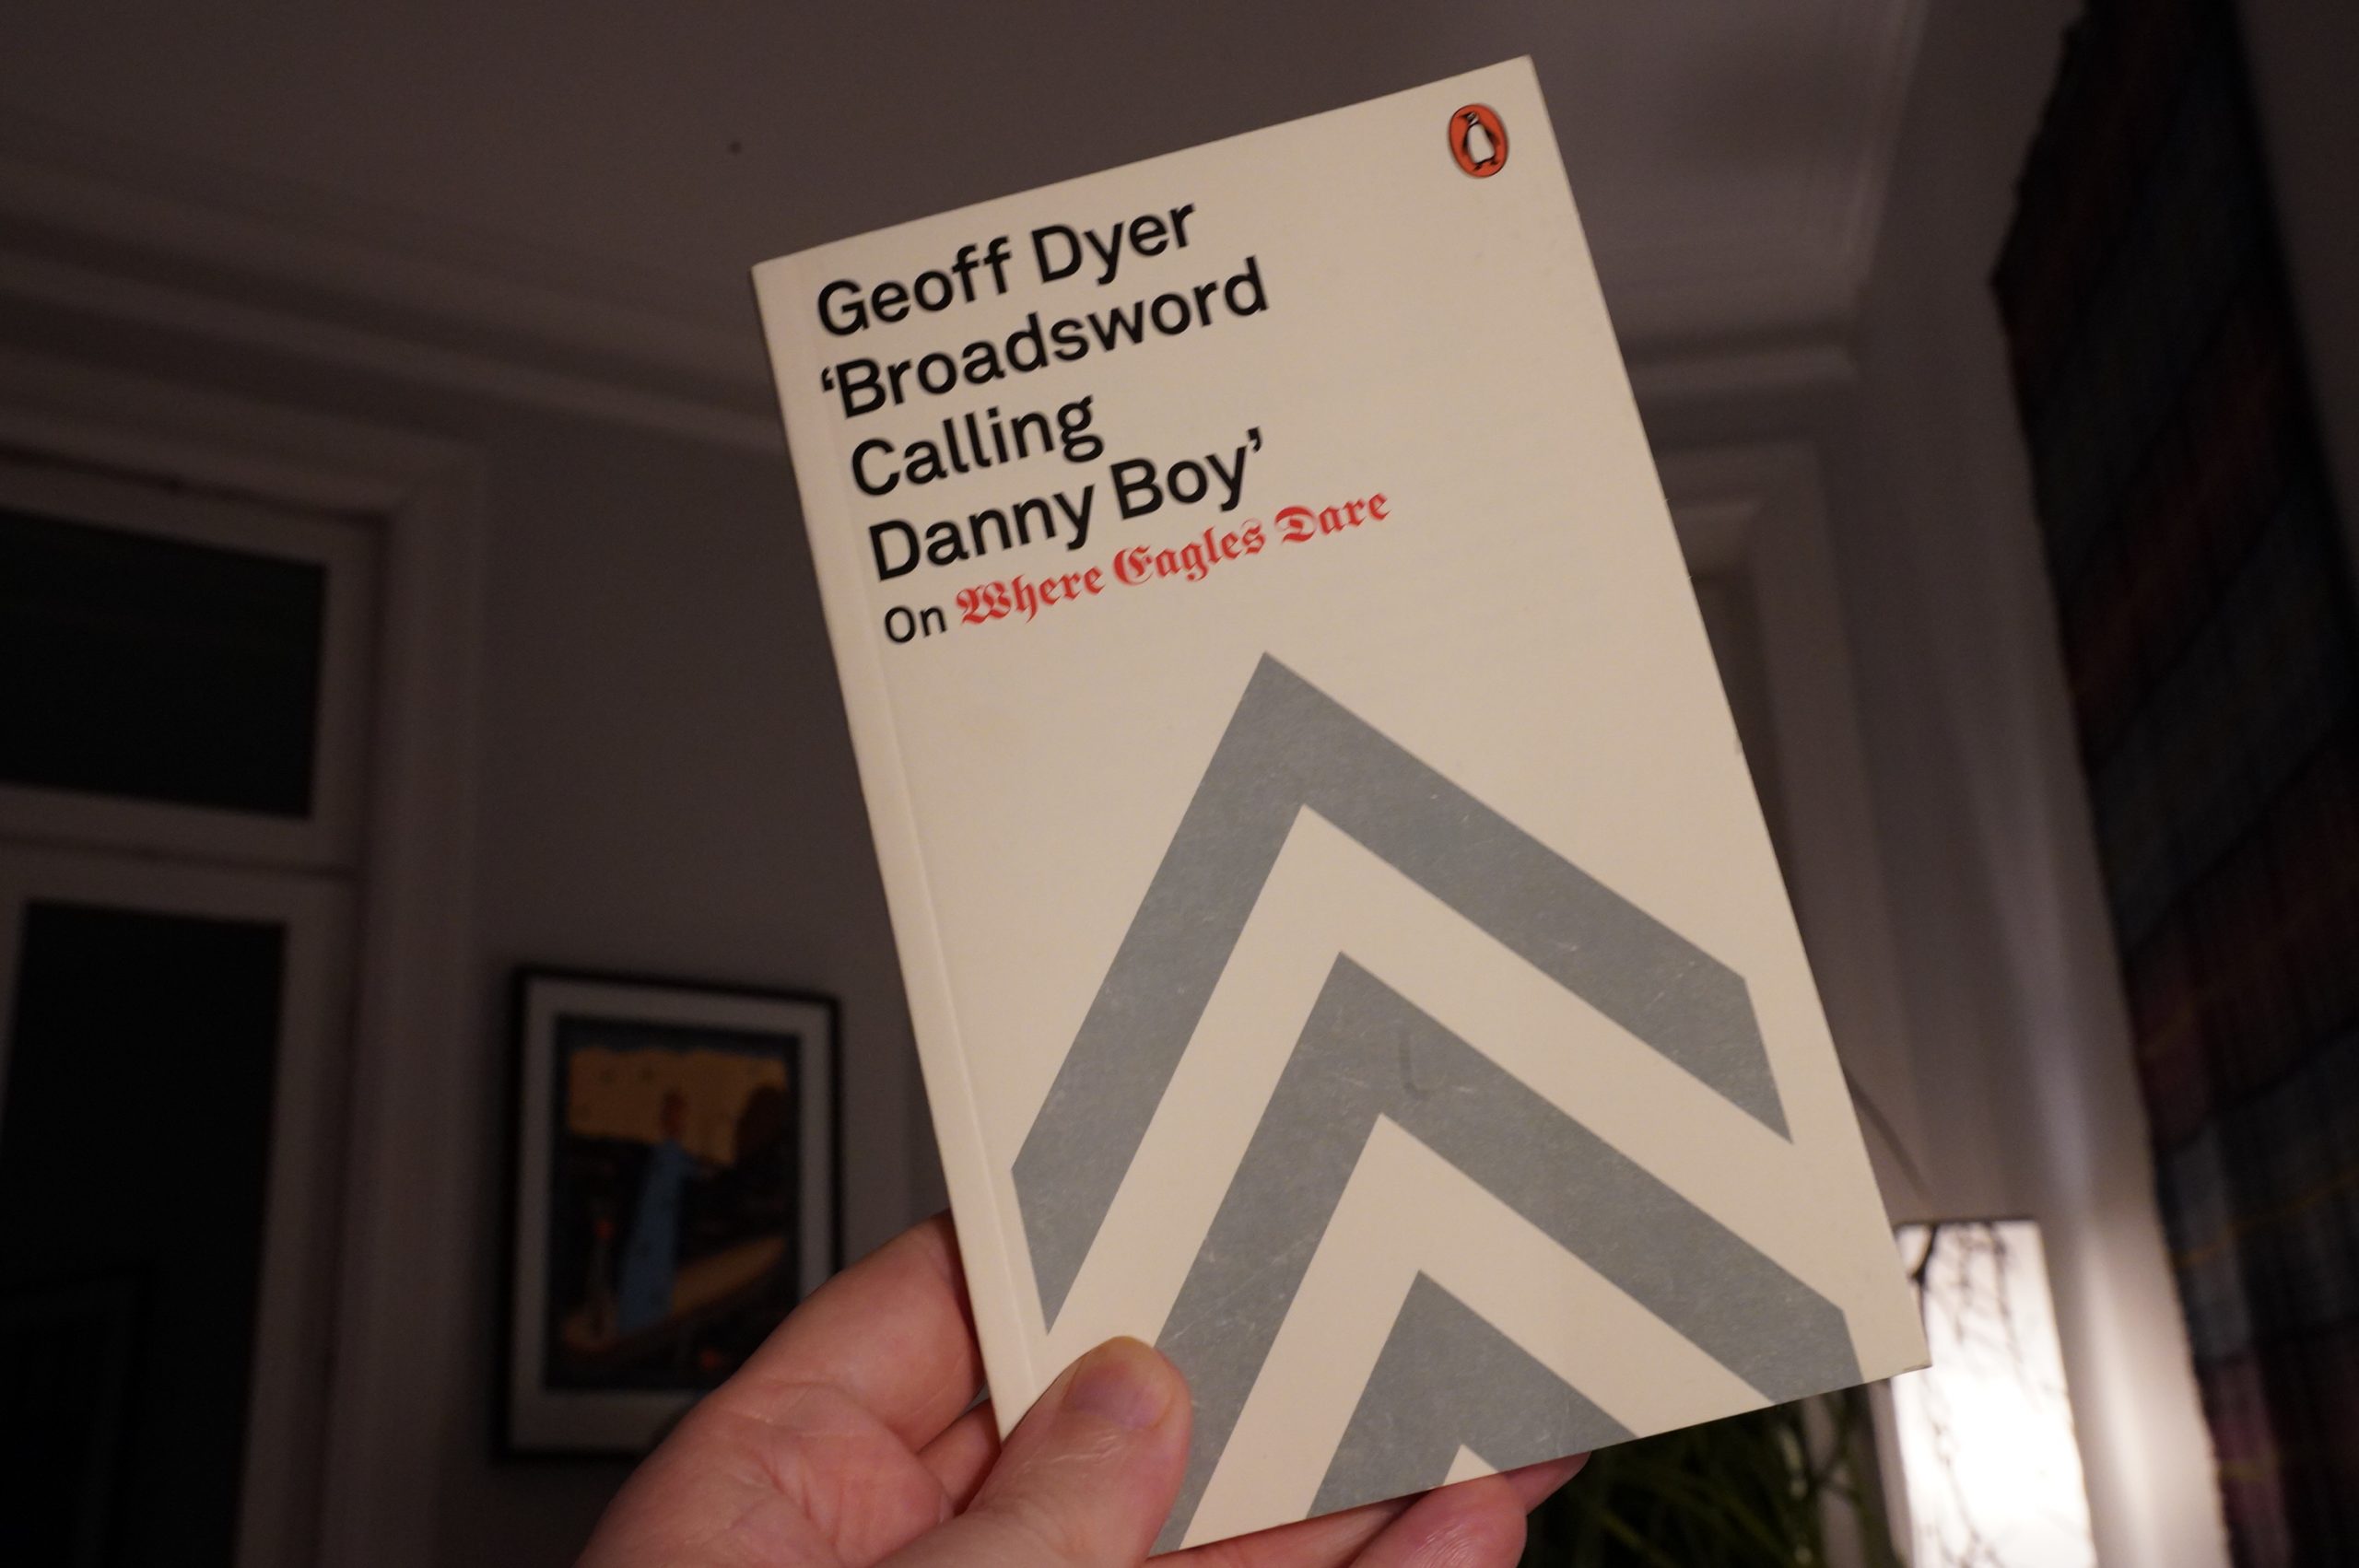 Geoff Dyer
‘Broadsword
Calling
Danny Boy’
On Where Eagles Dare